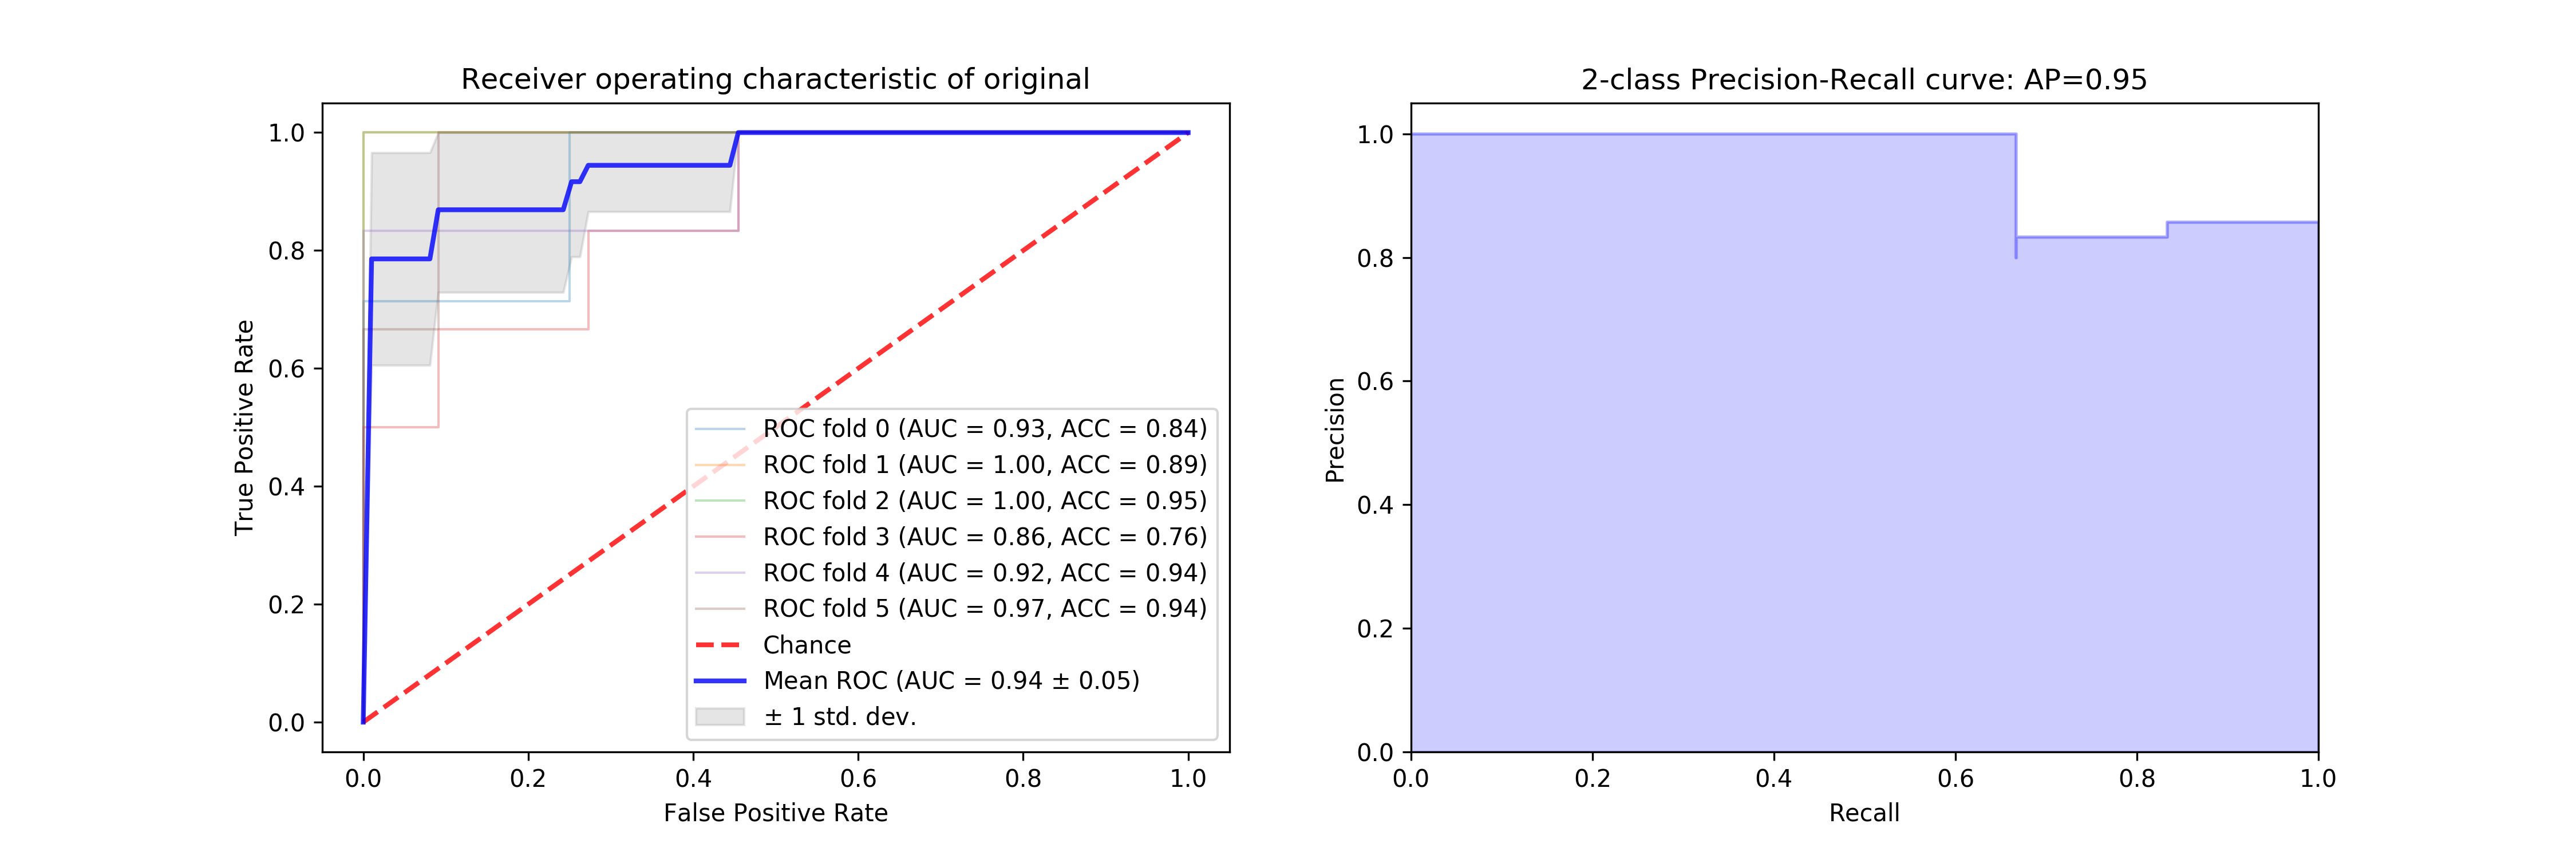 Receiver operating characteristic of original
1.0
0.8
0.6
0.4
0.2
0.0
True Positive Rate
0.0 0.2 0.4 0.6 0.8 1.0
False Positive Rate
ROC fold 0 (AUC = 0.93, ACC = 0.84)
ROC fold 1 (AUC = 1.00, ACC = 0.89)
ROC fold 2 (AUC = 1.00, ACC = 0.95)
ROC fold 3 (AUC = 0.86, ACC = 0.76)
ROC fold 4 (AUC = 0.92, ACC = 0.94)
ROC fold 5 (AUC = 0.97, ACC = 0.94)
Chance
Mean ROC (AUC = 0.94 ± 0.05)
± 1 std. dev.
2-class Precision-Recall curve: AP=0.95
1.0
0.8
0.6
0.4
0.2
0.0
Precision
0.0 0.2 0.4 0.6 0.8 1.0
Recall